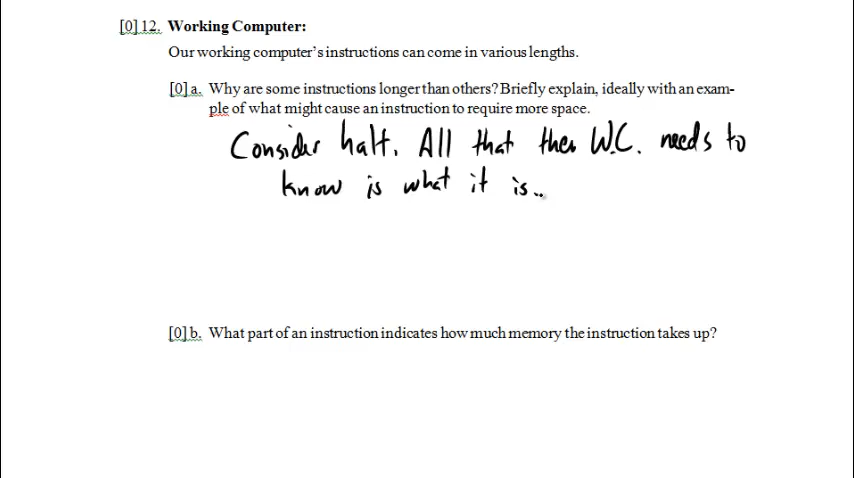 [0] 12. Working Computer:
Our working computer's instructions can come in various lengths.
[0] a. Why are some instructions longer than others? Briefly explain, ideally with an exam-
ple of what might cause an instruction to require more space.
Consider halt. All that the W.C. needs to
know is what it is..
[0] b. What part of an instruction indicates how much memory the instruction takes up?